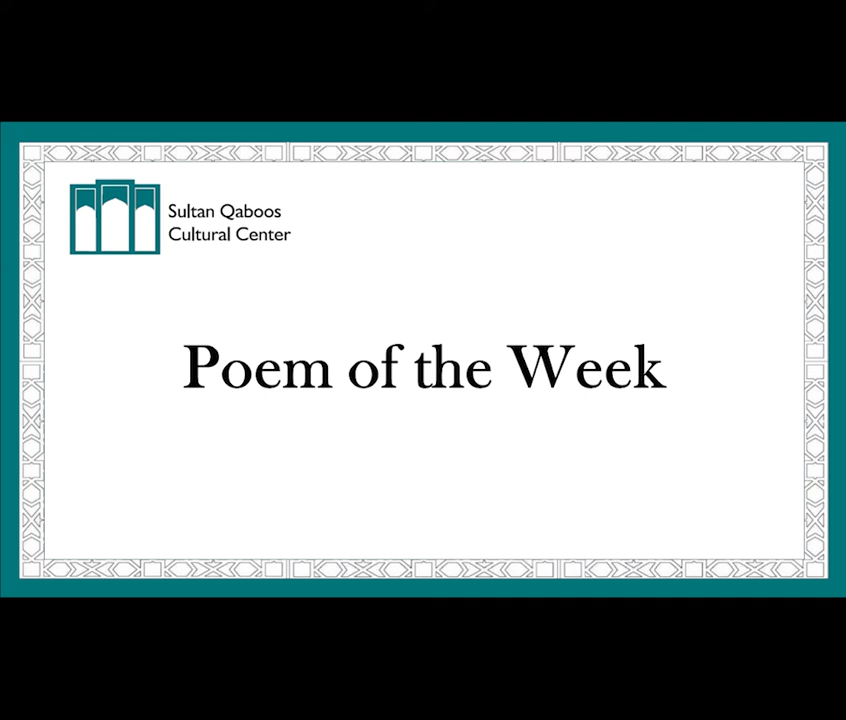 Sultan Qaboos
Cultural Center
Poem of the Week